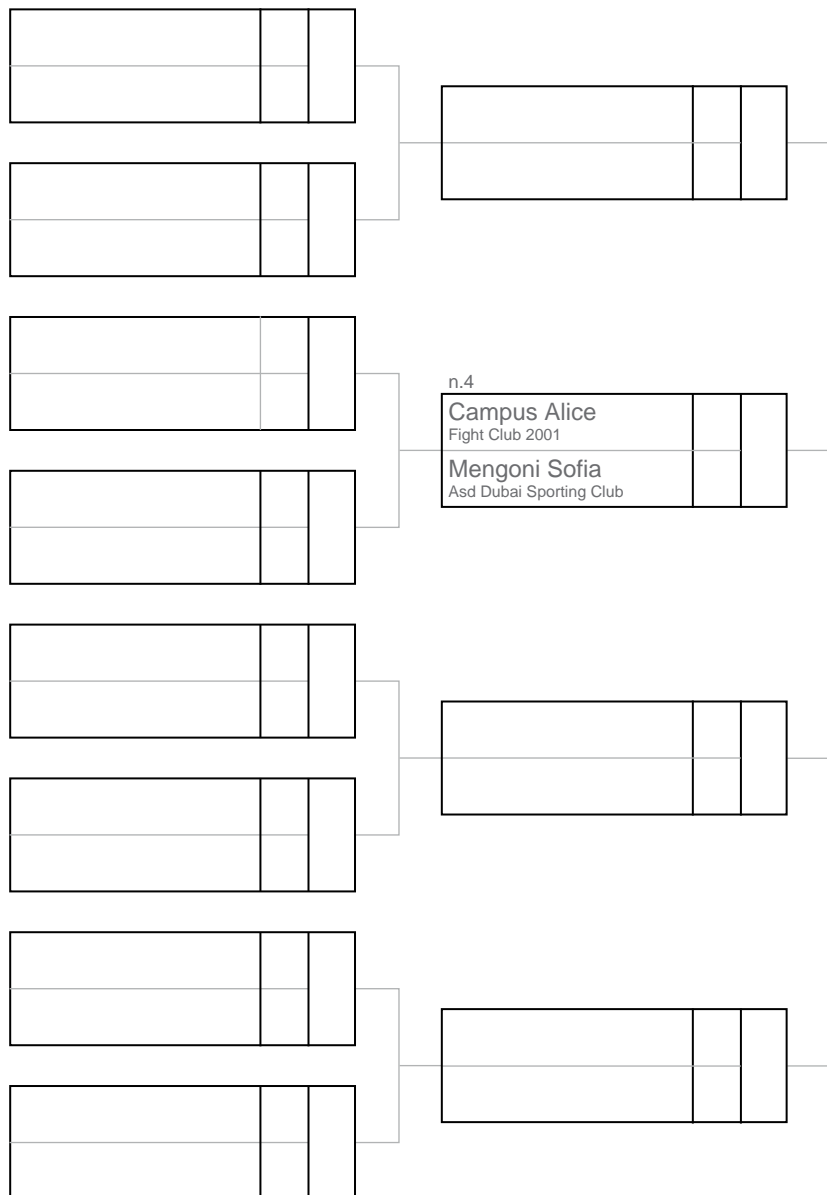 n.4
Campus Alice
Fight Club 2001
Mengoni Sofia
Asd Dubai Sporting Club